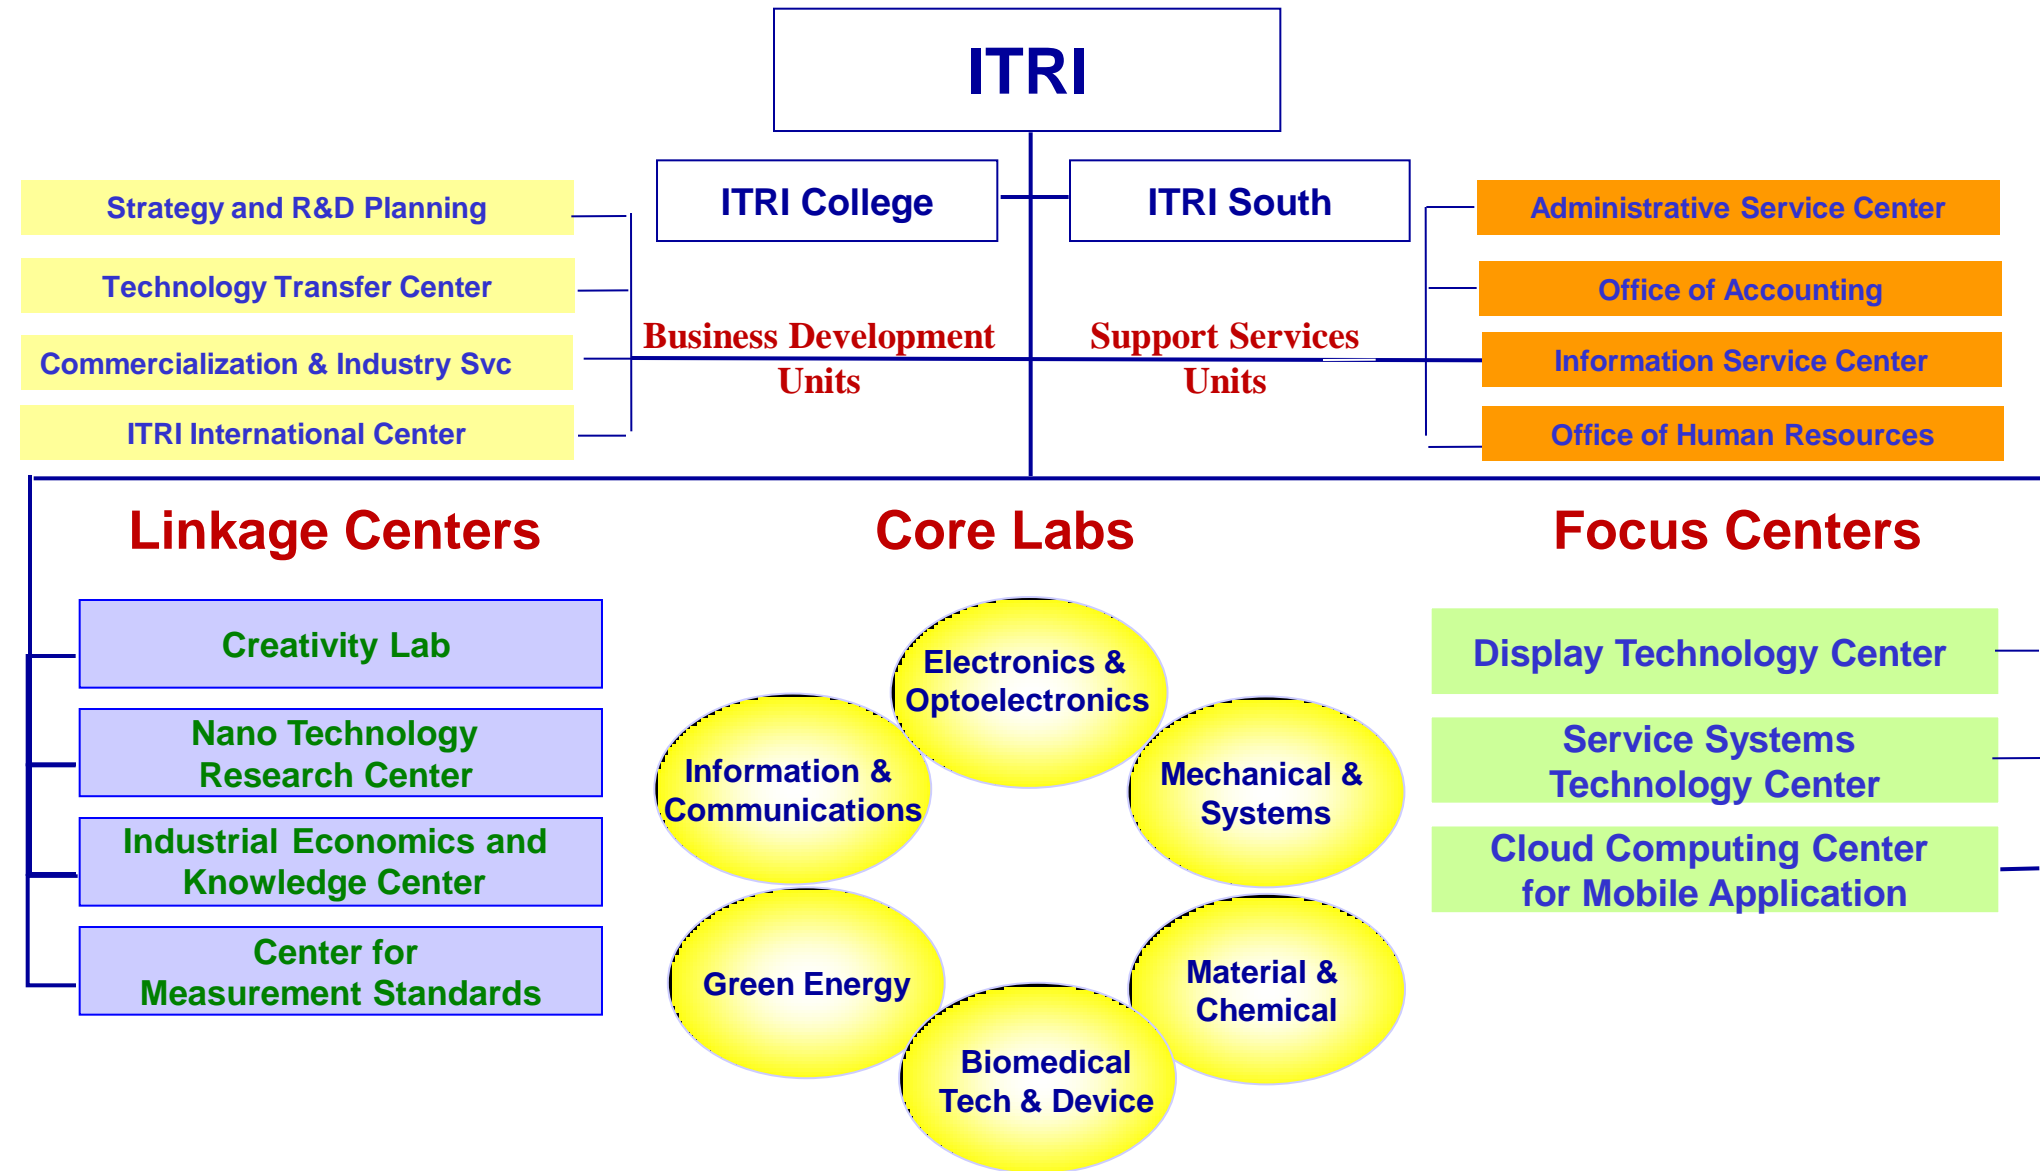 ITRI
ITRI College
ITRI South
Strategy and R&D Planning
Technology Transfer Center
Commercialization & Industry Svc
ITRI International Center
Business Development
Units
Support Services
Units
Administrative Service Center
Office of Accounting
Information Service Center
Office of Human Resources
Linkage Centers
Creativity Lab
Nano Technology
Research Center
Industrial Economics and
Knowledge Center
Center for
Measurement Standards
Core Labs
Electronics &
Optoelectronics
Information &
Communications
Mechanical &
Systems
Green Energy
Material &
Chemical
Biomedical
Tech & Device
Focus Centers
Display Technology Center
Service Systems
Technology Center
Cloud Computing Center
for Mobile Application